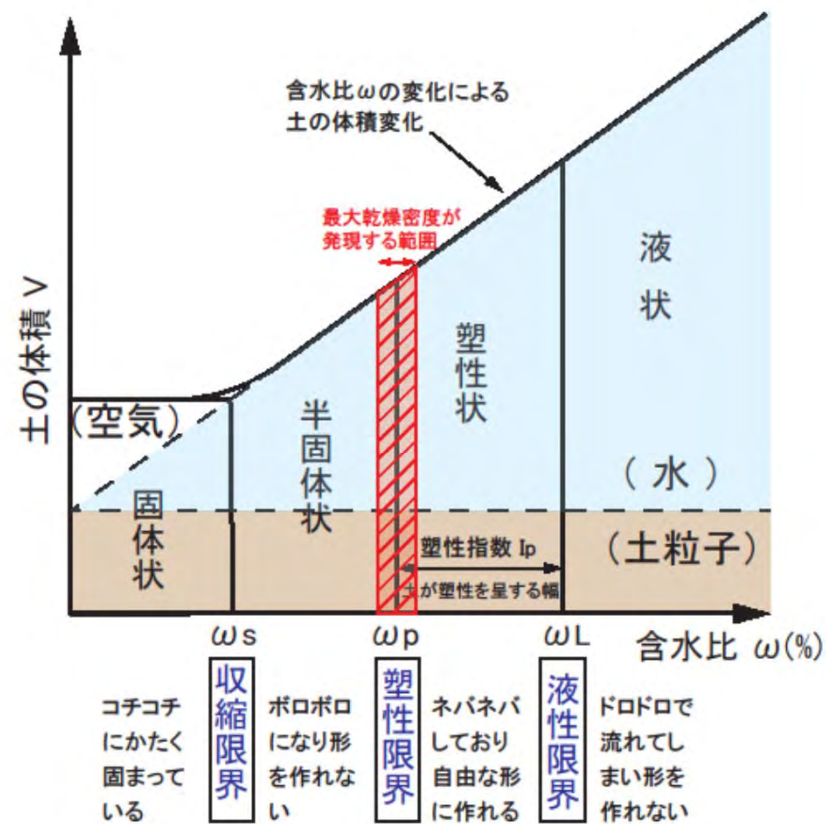 含水比ωの変化による
土の体積変化
最大乾燥密度が
発現する範囲
土の体積 V
液状
塑性状
(空気)
半固体状
固体状
(水)
(土粒子)
塑性指数 Ip
が塑性を呈する幅
ωs
ωp
ωL
含水比 ω(%)
コチコチ
にかたく
固まって
いる
収縮限界
ボロボロ
になり形
を作れな
い
塑性限界
ネバネバ
しており
自由な形
に作れる
液性限界
ドロドロで
流れてし
まい形を
作れない